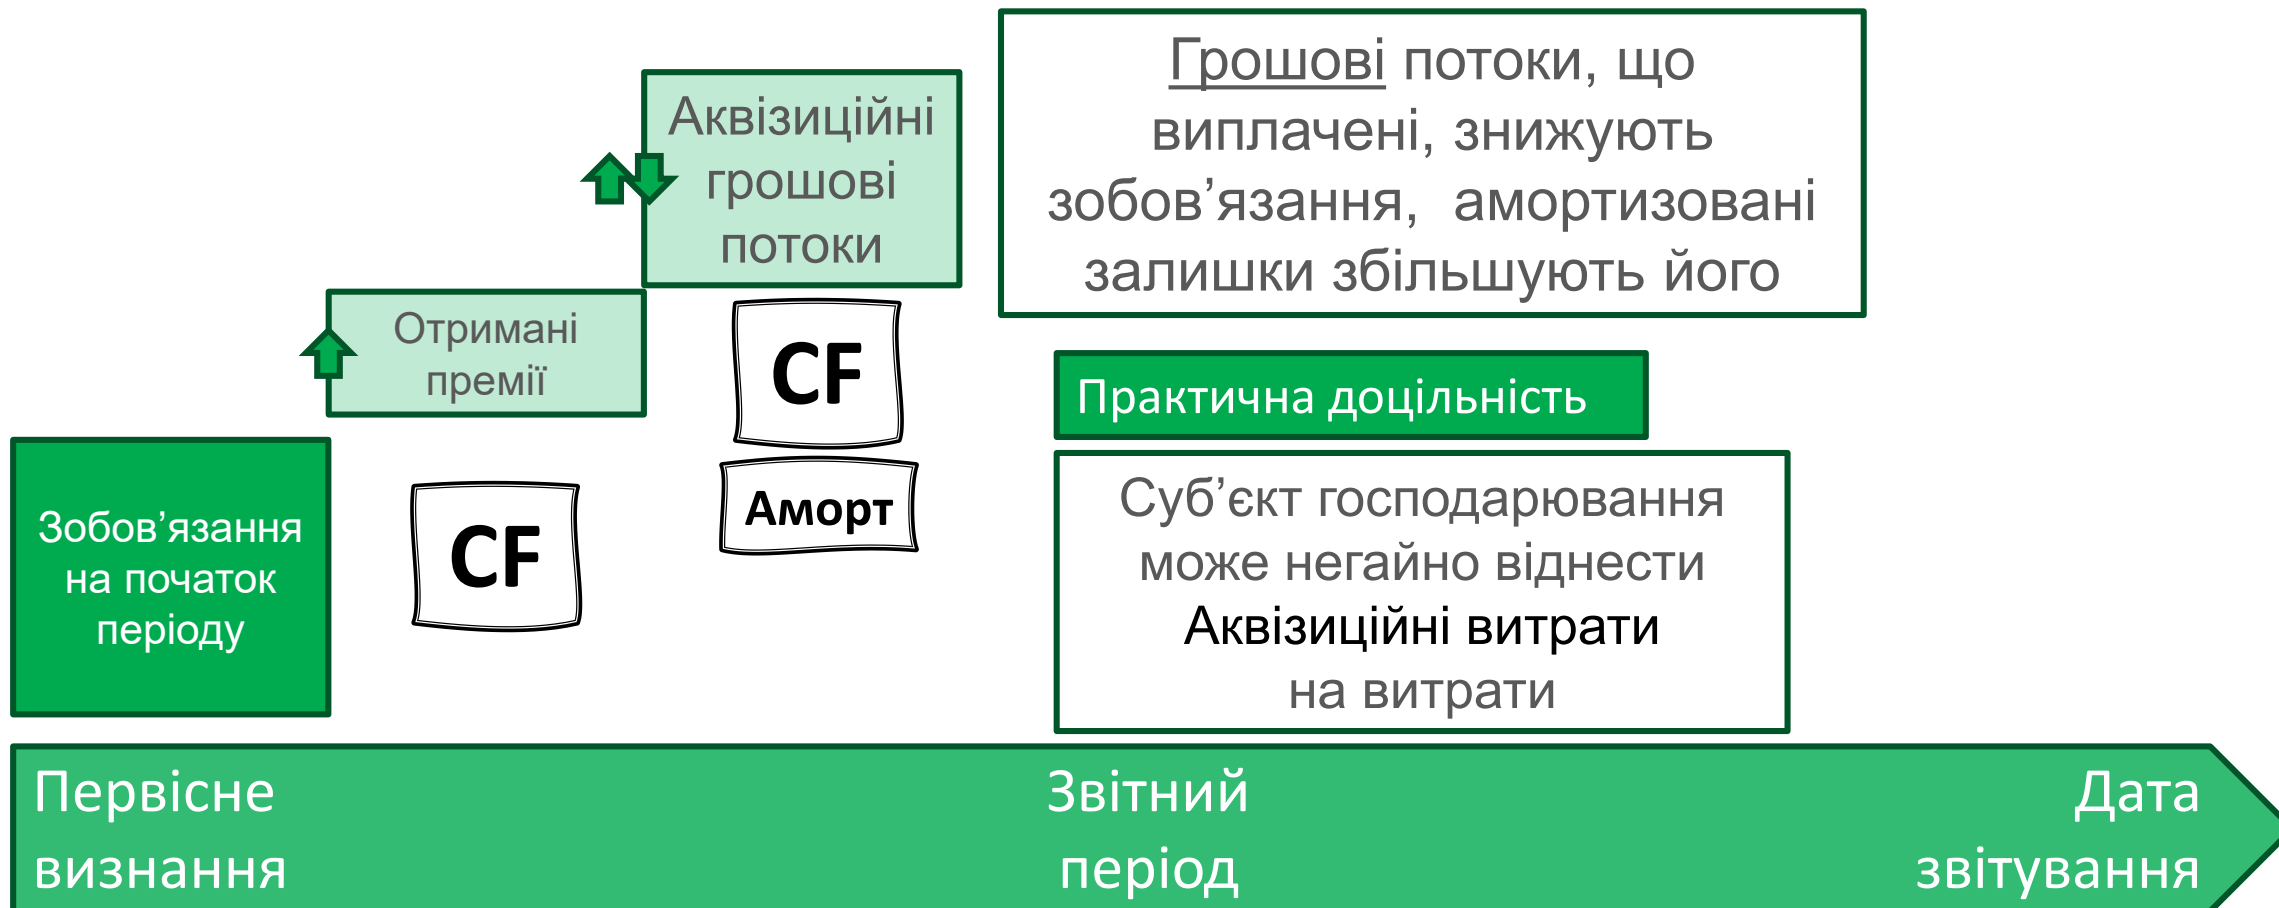 Грошові потоки, що
виплачені, знижують
зобов’язання,  амортизовані
залишки збільшують його
Аквізиційні
грошові
потоки
Отримані
премії
CF
Практична доцільність
Аморт
Зобов’язання
на початок
періоду
CF
Суб’єкт господарювання
може негайно віднести
Аквізиційні витрати
на витрати
Первісне
визнання
Звітний
період
Дата
звітування